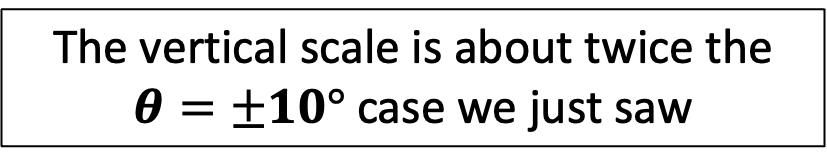 The vertical scale is about twice the
θ = ±10° case we just saw